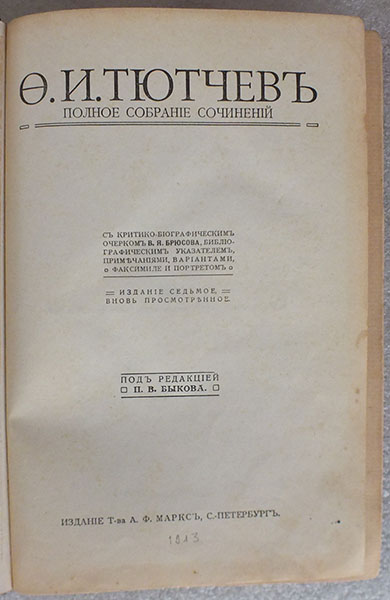 Ѳ. И. ТЮТЧЕВЪ
ПОЛНОЕ СОБРАНІЕ СОЧИНЕНІЙ
СЪ КРИТИКО-БІОГРАФИЧЕСКИМЪ
ОЧЕРКОМЪ В. Я. БРЮСОВА, БИБЛІО-
ГРАФИЧЕСКИМЪ УКАЗАТЕЛЕМЪ,
ПРИМѢЧАНІЯМИ, ВАРІАНТАМИ,
ФАКСИМИЛЕ И ПОРТРЕТОМЪ
ИЗДАНІЕ СЕДЬМОЕ,
ВНОВЬ ПРОСМОТРѢННОЕ.
ПОДЪ РЕДАКЦІЕЙ
П. В. БЫКОВА.
ИЗДАНІЕ Т-ва А. Ф. МАРКСЪ, С.-ПЕТЕРБУРГЪ.
1913